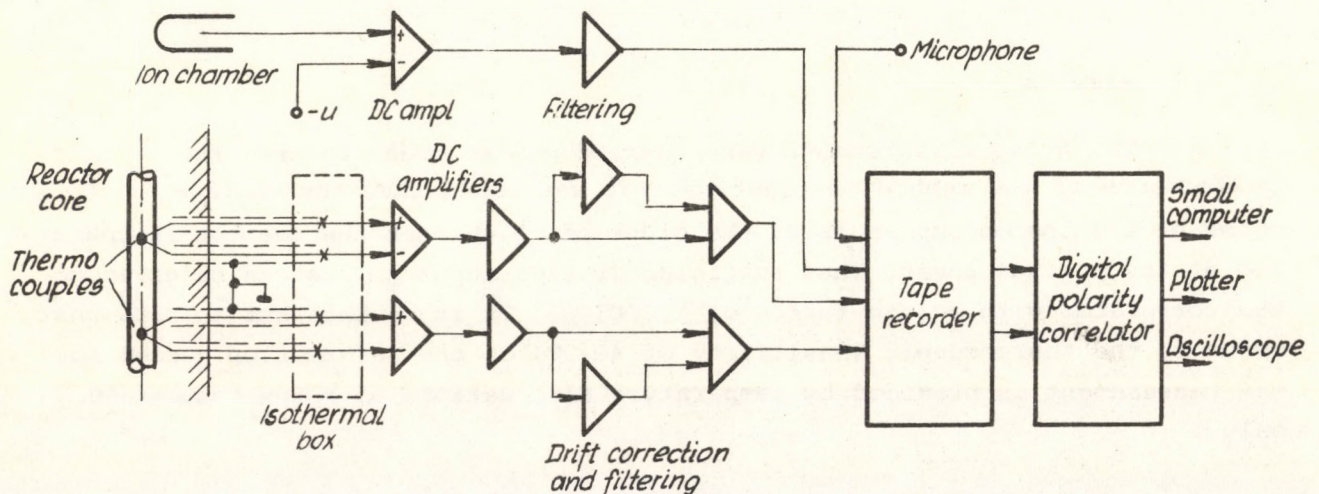 Ion chamber
-u
+
-
DC ampl
Filtering
Microphone
Reactor
core
Thermo
couples
Isothermal
box
DC
amplifiers
+
-
+
-
Drift correction
and filtering
Tape
recorder
Digital
polarity
correlator
Small
computer
Plotter
Oscilloscope